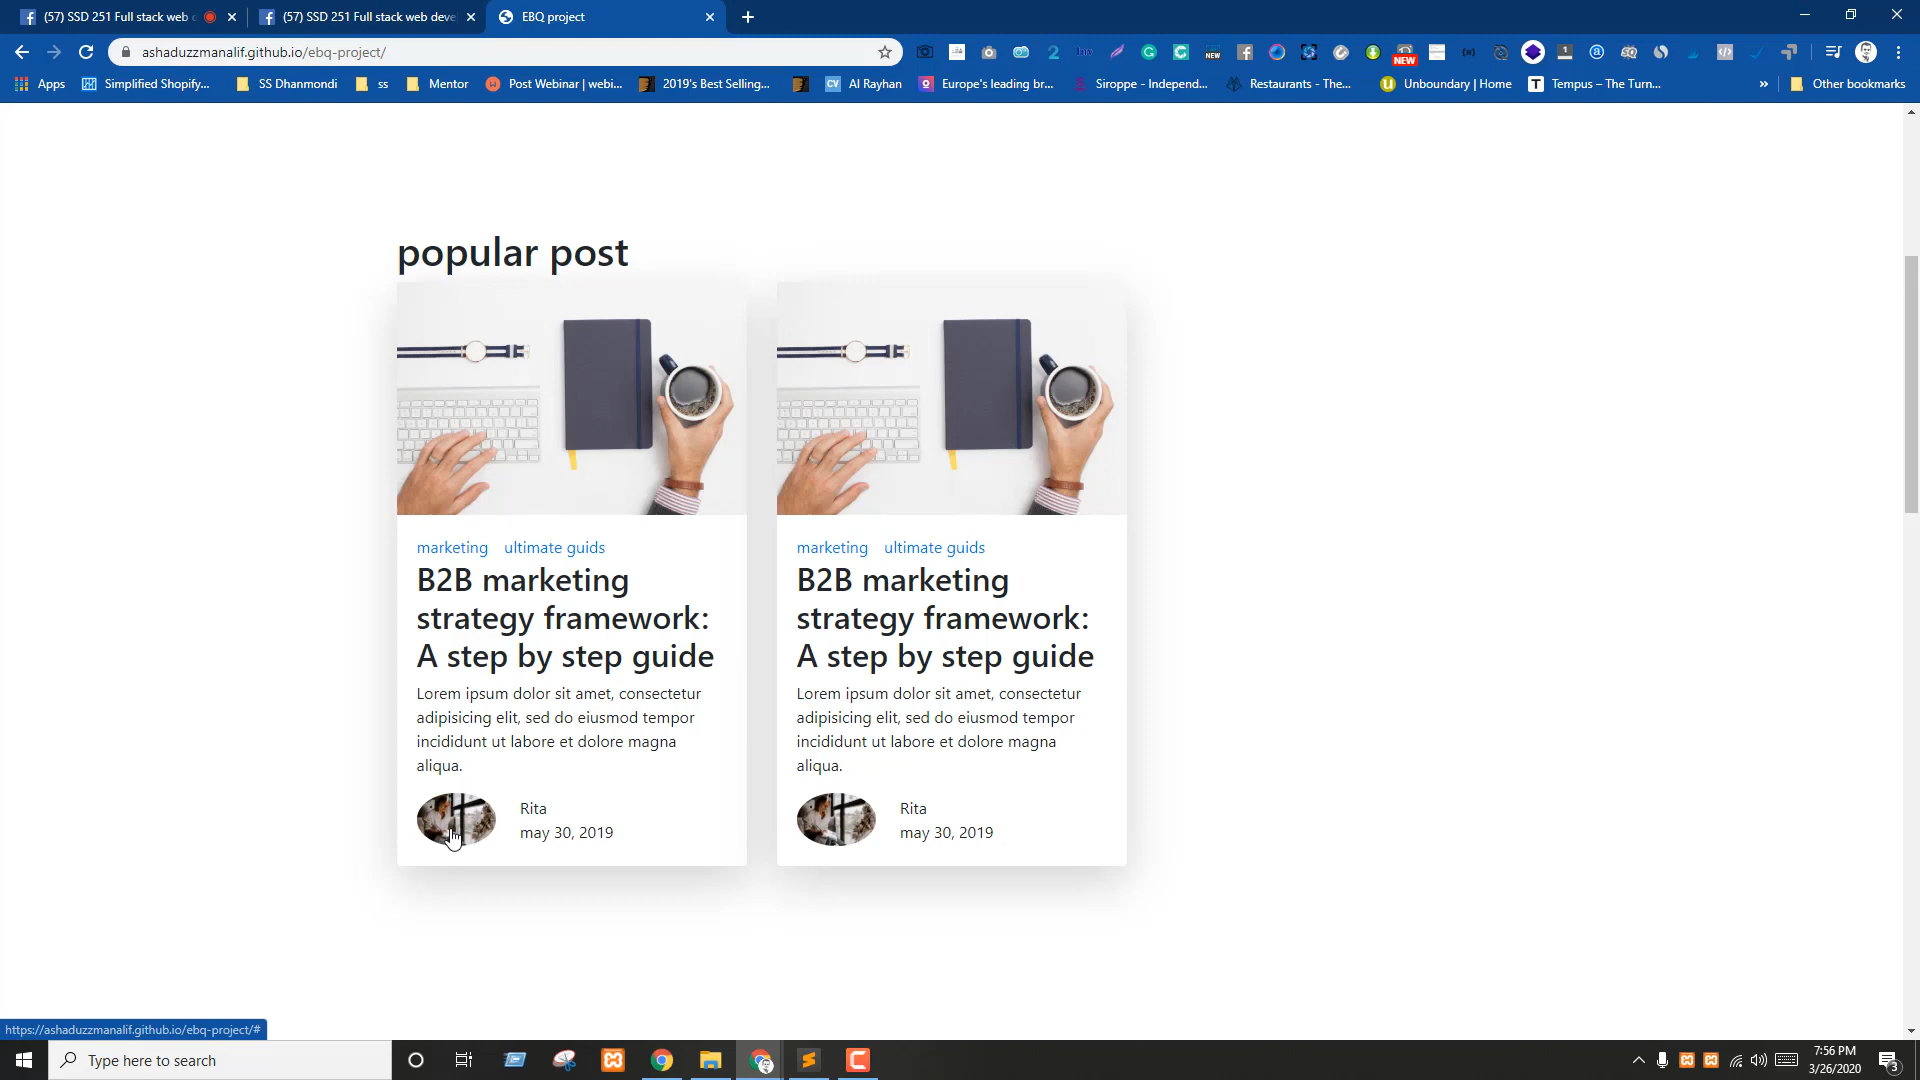 (57) SSD 251 Full stack web
(57) SSD 251 Full stack web deve
EBQ project
ashaduzzmanalif.github.io/ebq-project/
Apps
Simplified Shopify...
SS Dhanmondi
ss
Mentor
Post Webinar | webi...
2019's Best Selling...
CV
Al Rayhan
Europe's leading br...
Siroppe - Independ...
Restaurants - The...
Unboundary | Home
T
Tempus – The Turn...
»
Other bookmarks
NEW
NEW
popular post
marketing ultimate guids
B2B marketing
strategy framework:
A step by step guide
Lorem ipsum dolor sit amet, consectetur
adipisicing elit, sed do eiusmod tempor
incididunt ut labore et dolore magna
aliqua.
Rita
may 30, 2019
marketing ultimate guids
B2B marketing
strategy framework:
A step by step guide
Lorem ipsum dolor sit amet, consectetur
adipisicing elit, sed do eiusmod tempor
incididunt ut labore et dolore magna
aliqua.
Rita
may 30, 2019
https://ashaduzzmanalif.github.io/ebq-project/#
Type here to search
7:56 PM
3/26/2020
3